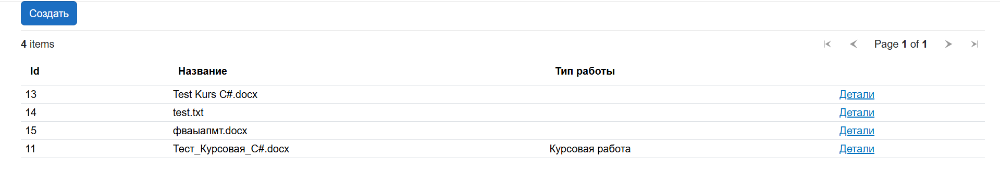 Создать
4 items Page 1 of 1
Id Название Тип работы
13 Test Kurs C#.docx Детали
14 test.txt Детали
15 фваыапмт.docx Детали
11 Тест_Курсовая_C#.docx Курсовая работа Детали